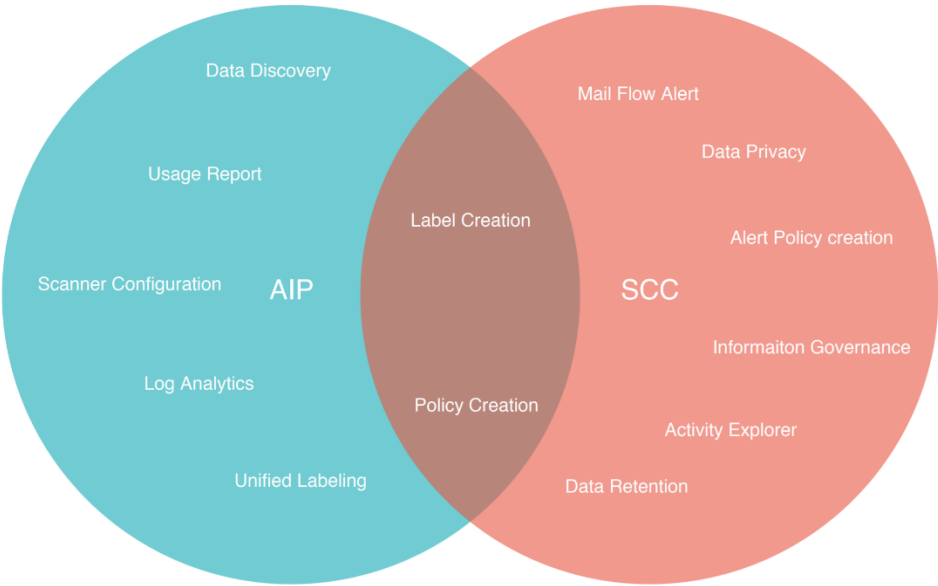 Data Discovery
Usage Report
Scanner Configuration
AIP
Log Analytics
Unified Labeling
Label Creation
Policy Creation
Mail Flow Alert
Data Privacy
Alert Policy creation
SCC
Informaiton Governance
Activity Explorer
Data Retention